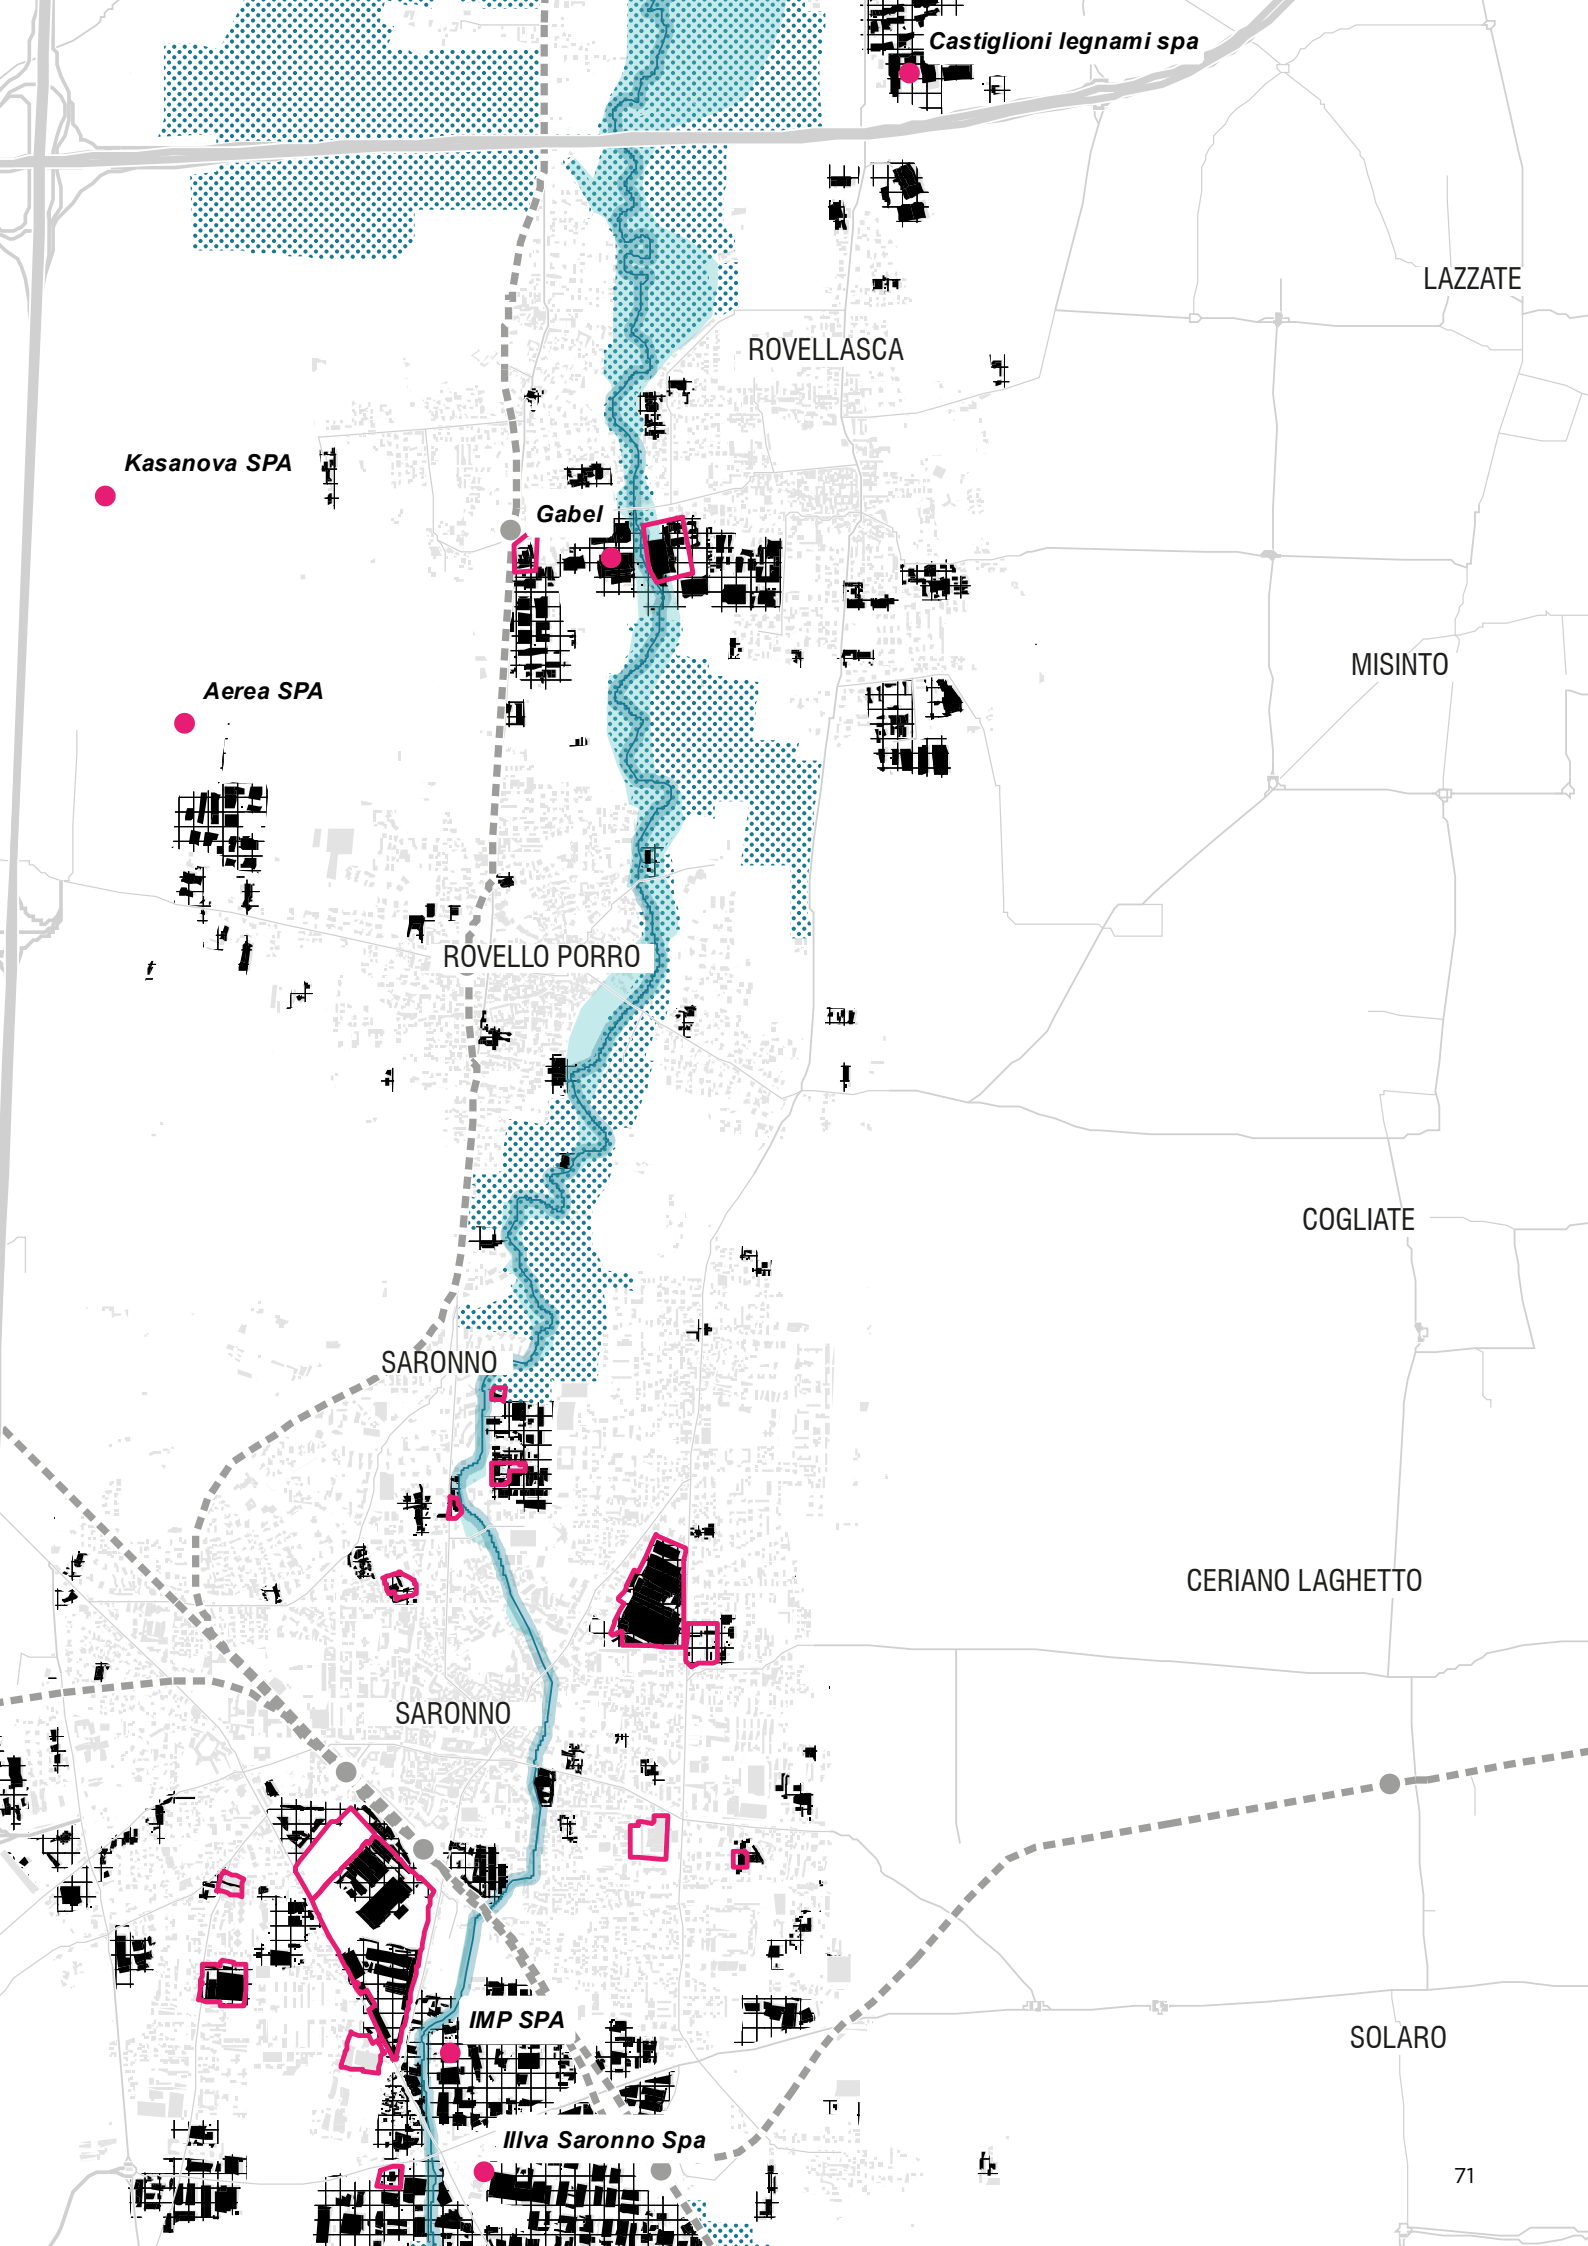 Castiglioni legnami spa
LAZZATE
ROVELLASCA
Kasanova SPA
Gabel
MISINTO
Aerea SPA
ROVELLO PORRO
COGLIATE
SARONNO
CERIANO LAGHETTO
SARONNO
IMP SPA
SOLARO
Illva Saronno Spa
71